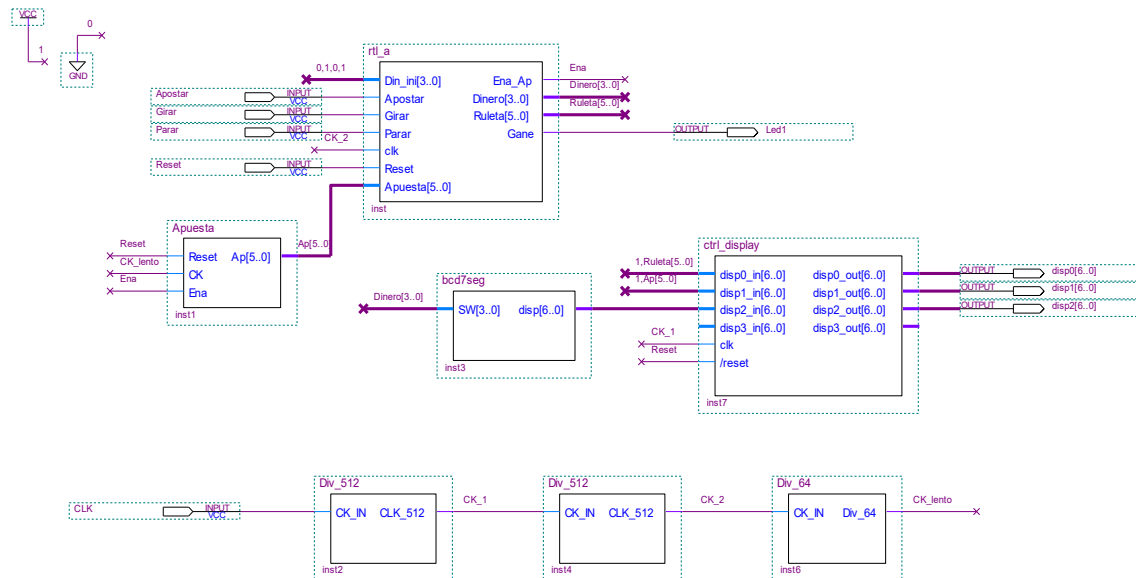 VCC
1
0
GND
rtl_a
0,1,0,1
Din_ini[3..0]
Ena_Ap
Ena
Apostar
INPUT
VCC
Apostar
Dinero[3..0]
Dinero[3..0]
Girar
INPUT
VCC
Girar
Ruleta[5..0]
Ruleta[5..0]
Parar
INPUT
VCC
Parar
Gane
OUTPUT
Led1
CK_2
clk
Reset
INPUT
VCC
Reset
Apuesta[5..0]
inst
Apuesta
Reset
Reset
Ap[5..0]
Ap[5..0]
CK_lento
CK
Ena
Ena
inst1
bcd7seg
Dinero[3..0]
SW[3..0]
disp[6..0]
inst3
ctrl_display
1,Ruleta[5..0]
disp0_in[6..0]
disp0_out[6..0]
OUTPUT
disp0[6..0]
1,Ap[5..0]
disp1_in[6..0]
disp1_out[6..0]
OUTPUT
disp1[6..0]
disp2_in[6..0]
disp2_out[6..0]
OUTPUT
disp2[6..0]
disp3_in[6..0]
disp3_out[6..0]
CK_1
clk
Reset
/reset
inst7
CLK
INPUT
VCC
Div_512
CK_IN
CLK_512
inst2
CK_1
Div_512
CK_IN
CLK_512
inst4
CK_2
Div_64
CK_IN
Div_64
inst6
CK_lento